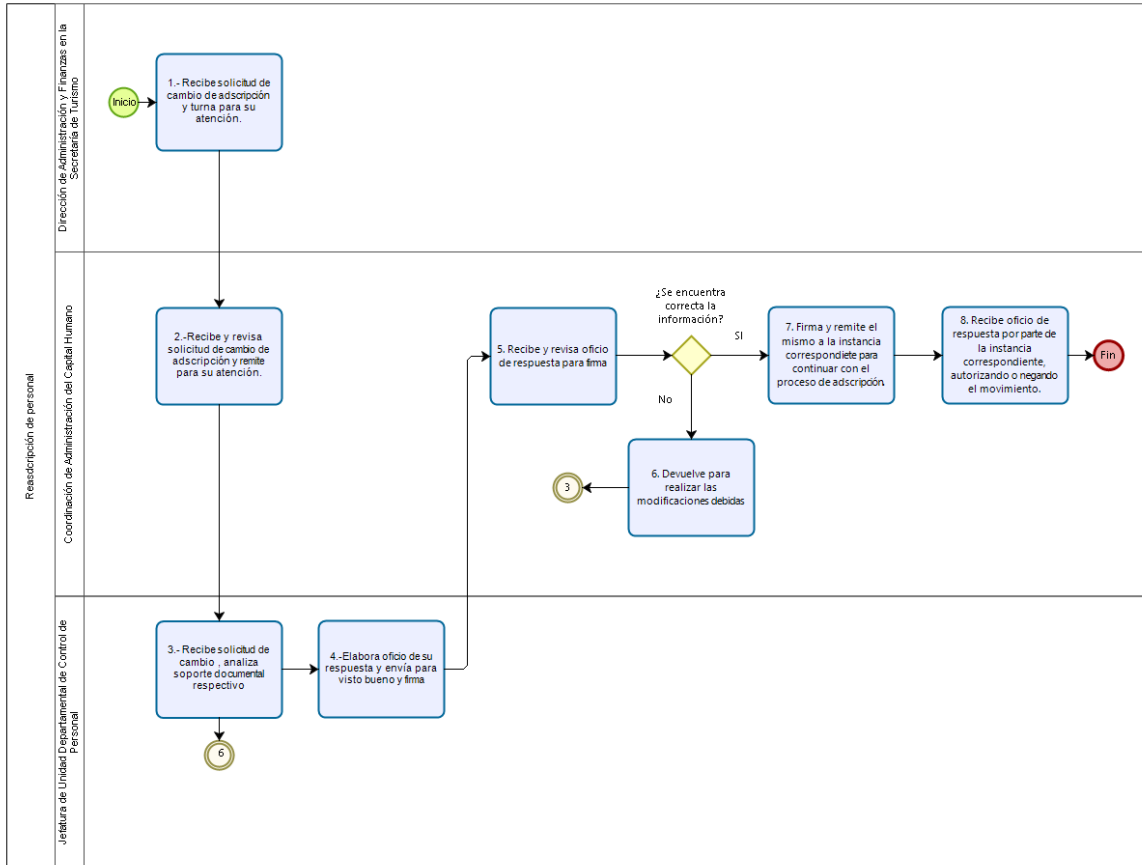 Reasdcripción de personal
Dirección de Administración y Finanzas en la
Secretaría de Turismo
Inicio
1.- Recibe solicitud de
cambio de adscripción
y turna para su
atención.
Coordinación de Administración del Capital Humano
2.-Recibe y revisa
solicitud de cambio de
adscripción y remite
para su atención.
5. Recibe y revisa oficio
de respuesta para firma
¿Se encuentra
correcta la
información?
SI
No
7. Firma y remite el
mismo a la instancia
correspondiete para
continuar con el
proceso de adscripción.
8. Recibe oficio de
respuesta por parte de
la instancia
correspondiente,
autorizando o negando
el movimiento.
Fin
6. Devuelve para
realizar las
modificaciones debidas
3
Jefatura de Unidad Departamental de Control de
Personal
3.- Recibe solicitud de
cambio , analiza
soporte documental
respectivo
4.-Elabora oficio de su
respuesta y envía para
visto bueno y firma
6